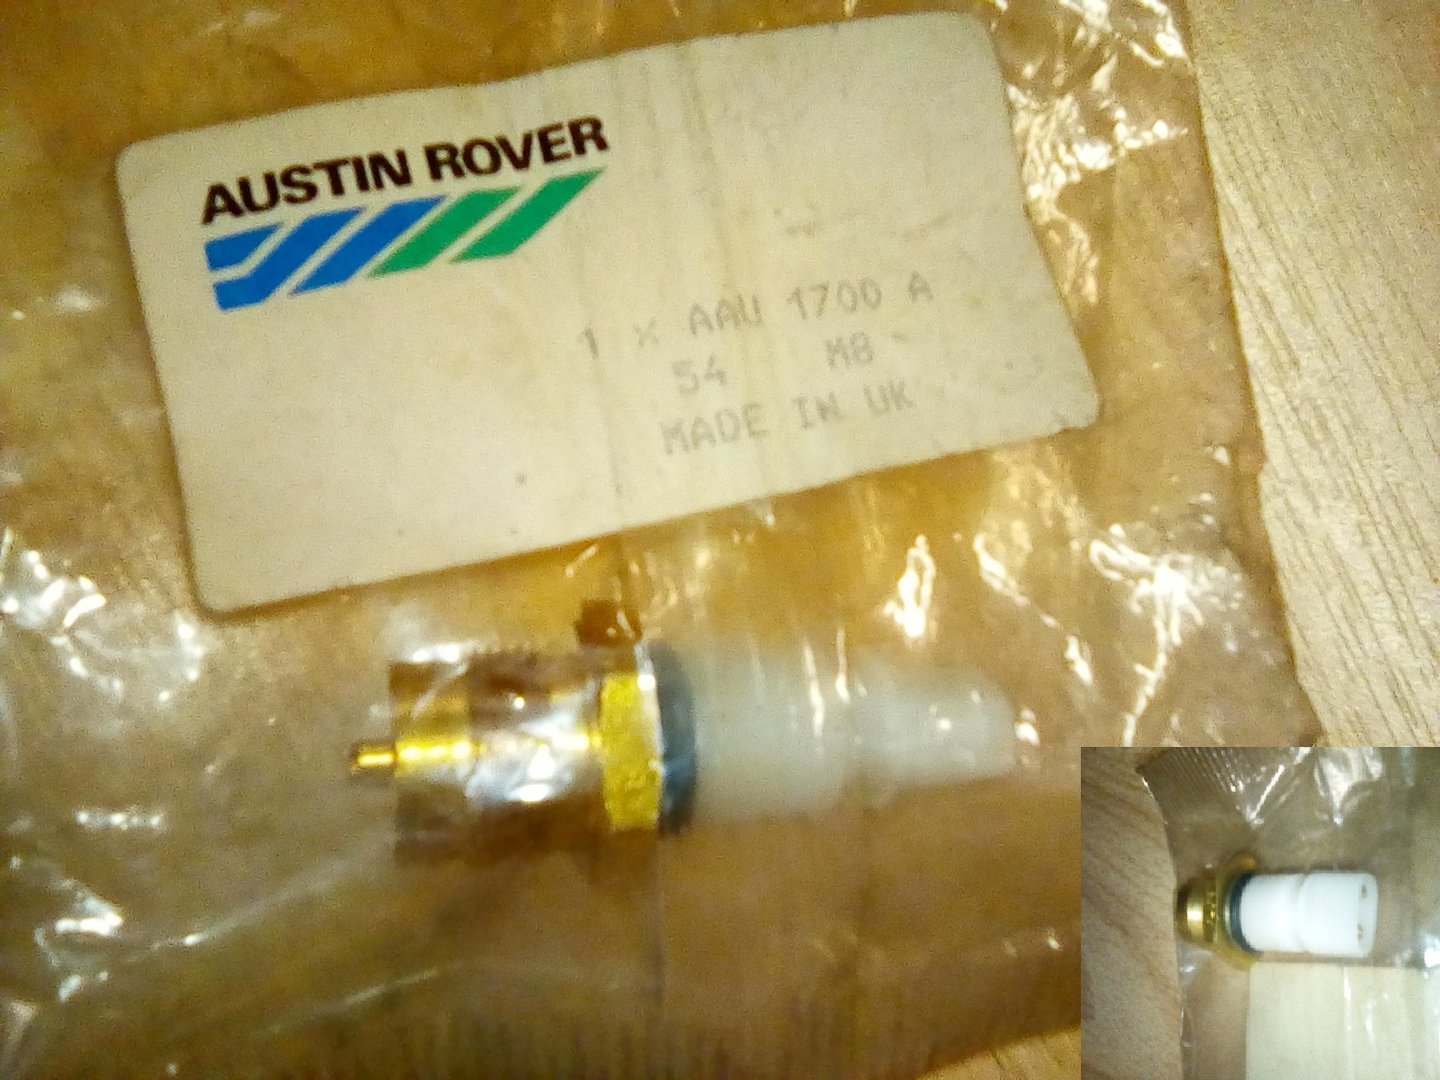 AUSTIN ROVER
1 X AAU 1700 A
54 M8
MADE IN UK